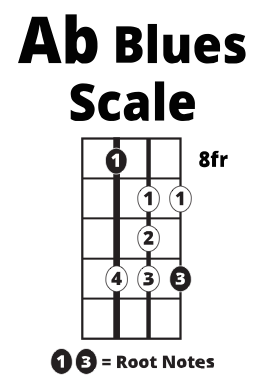 Ab Blues
Scale
1 8fr
1 1
2
4 3 3
1 3 = Root Notes